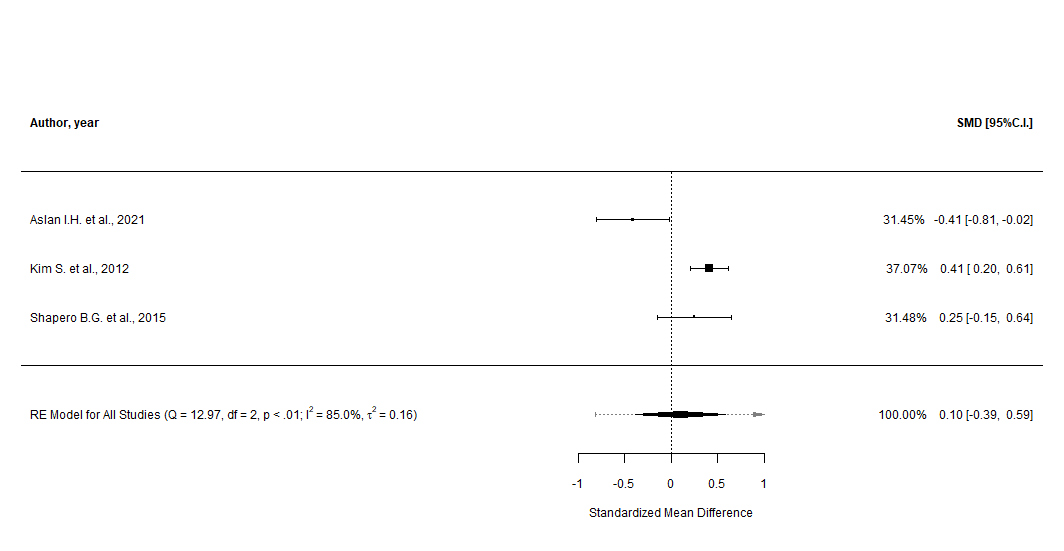 Author, year SMD [95%C.I.]
Aslan I.H. et al., 2021 31.45% -0.41 [-0.81, -0.02]
Kim S. et al., 2012 37.07% 0.41 [ 0.20, 0.61]
Shapero B.G. et al., 2015 31.48% 0.25 [-0.15, 0.64]
RE Model for All Studies (Q = 12.97, df = 2, p < .01; I² = 85.0%, τ² = 0.16) 100.00% 0.10 [-0.39, 0.59]
-1 -0.5 0 0.5 1
Standardized Mean Difference